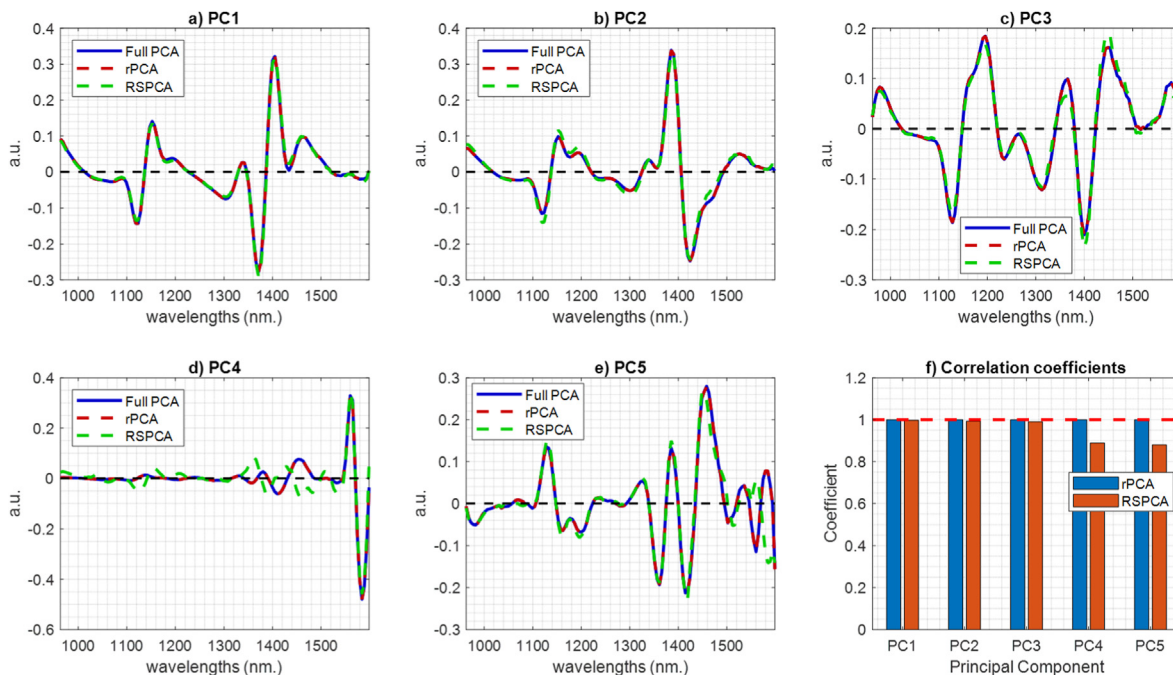 a) PC1
Full PCA
rPCA
RSPCA
0.4
0.3
0.2
0.1
0
-0.1
-0.2
-0.3
a.u.
1000 1100 1200 1300 1400 1500
wavelengths (nm.)
b) PC2
Full PCA
rPCA
RSPCA
0.4
0.3
0.2
0.1
0
-0.1
-0.2
-0.3
a.u.
1000 1100 1200 1300 1400 1500
wavelengths (nm.)
c) PC3
Full PCA
rPCA
RSPCA
0.2
0.1
0
-0.1
-0.2
-0.3
a.u.
1000 1100 1200 1300 1400 1500
wavelengths (nm.)
d) PC4
Full PCA
rPCA
RSPCA
0.4
0.2
0
-0.2
-0.4
-0.6
a.u.
1000 1100 1200 1300 1400 1500
wavelengths (nm.)
e) PC5
Full PCA
rPCA
RSPCA
0.3
0.2
0.1
0
-0.1
-0.2
-0.3
a.u.
1000 1100 1200 1300 1400 1500
wavelengths (nm.)
f) Correlation coefficients
1.2
1
0.8
0.6
0.4
0.2
0
Coefficient
rPCA
RSPCA
PC1 PC2 PC3 PC4 PC5
Principal Component